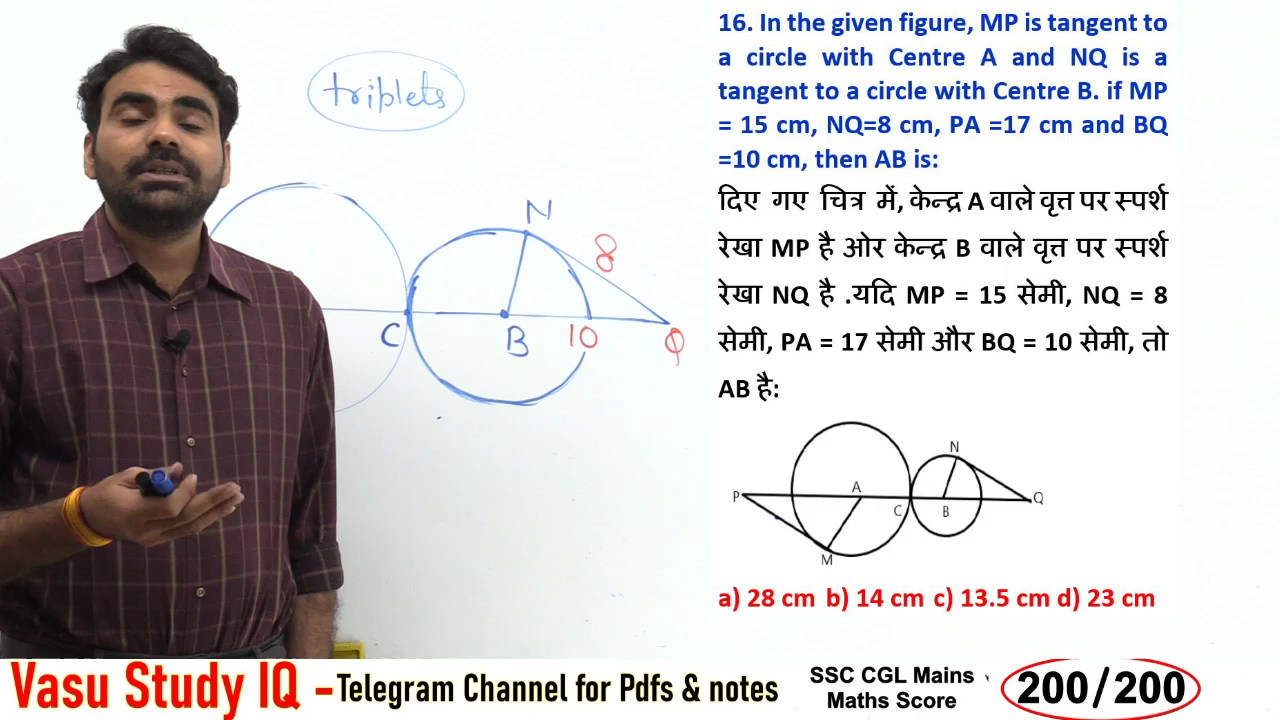 triplets
N
8
C
B
10
Q
16. In the given figure, MP is tangent to
a circle with Centre A and NQ is a
tangent to a circle with Centre B. if MP
= 15 cm, NQ=8 cm, PA =17 cm and BQ
=10 cm, then AB is:
दिए गए चित्र में, केन्द्र A वाले वृत्त पर स्पर्श
रेखा MP है ओर केन्द्र B वाले वृत्त पर स्पर्श
रेखा NQ है .यदि MP = 15 सेमी, NQ = 8
सेमी, PA = 17 सेमी और BQ = 10 सेमी, तो
AB है:
N
P
A
C
B
Q
M
a) 28 cm b) 14 cm c) 13.5 cm d) 23 cm
Vasu Study IQ - Telegram Channel for Pdfs & notes
SSC CGL Mains
Maths Score
200/200